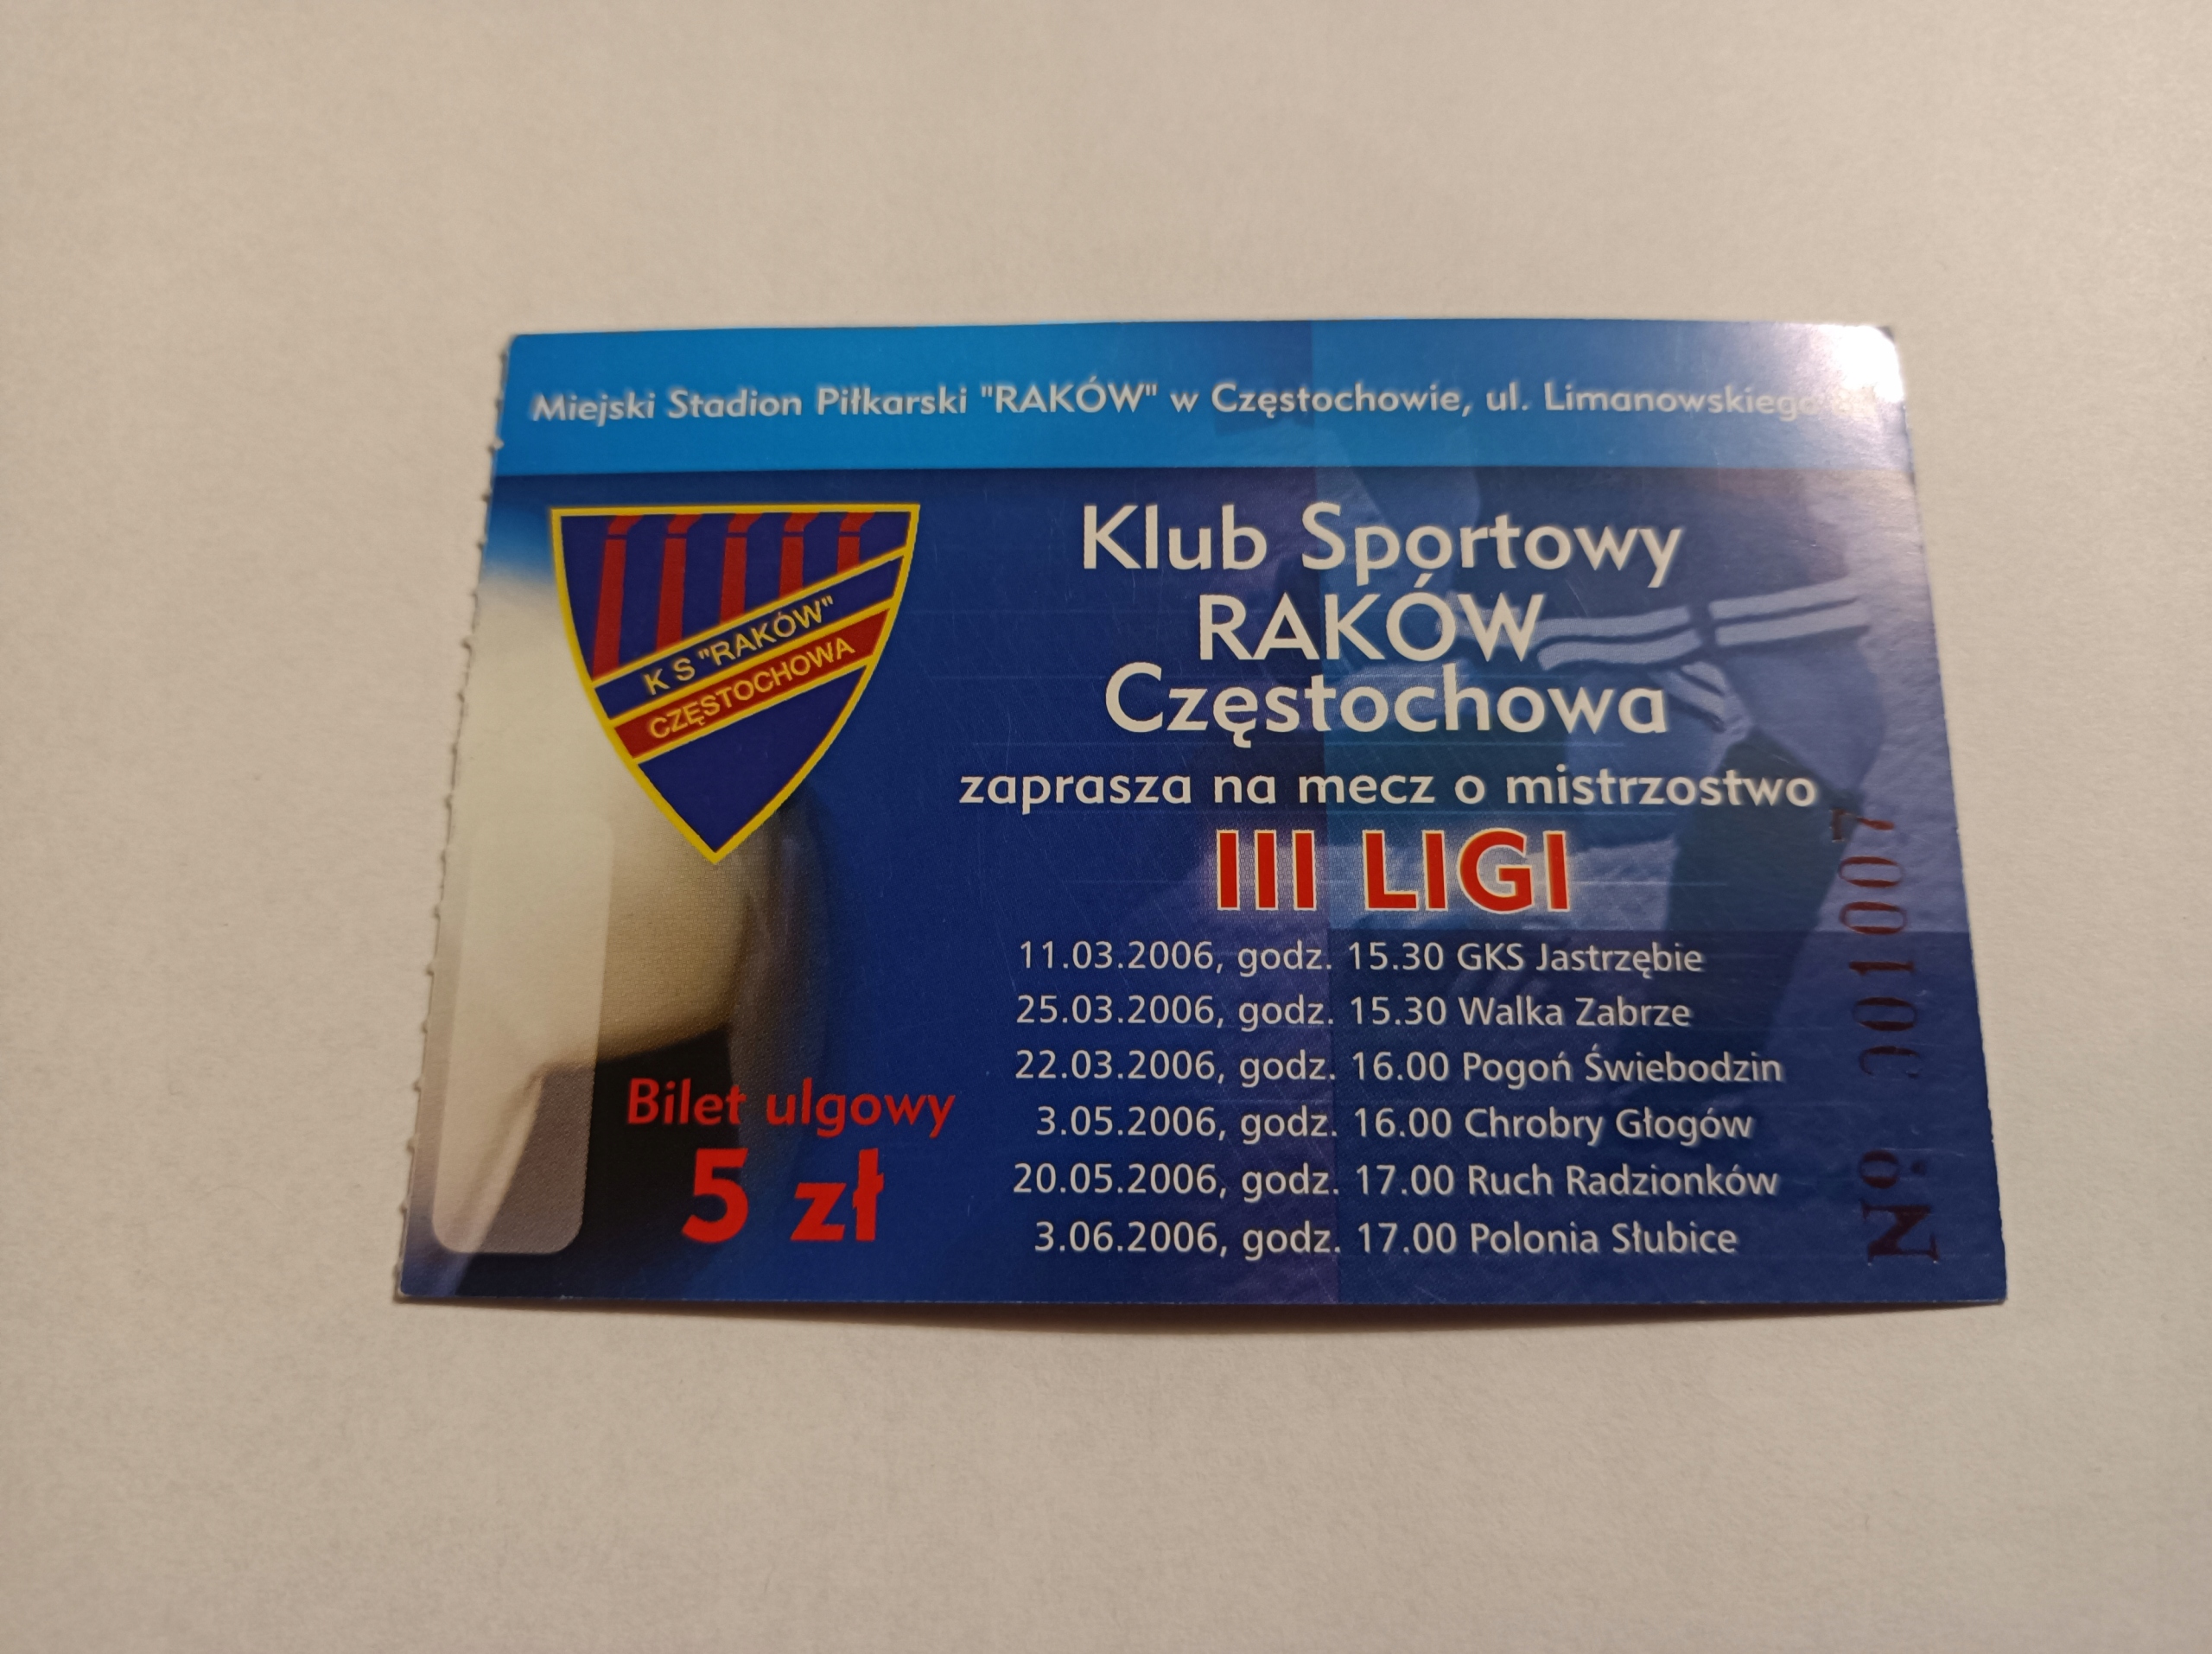 Miejski Stadion Piłkarski "RAKÓW" w Częstochowie, ul. Limanowskiego
K S "RAKÓW"
CZĘSTOCHOWA
Klub Sportowy
RAKÓW
Częstochowa
zaprasza na mecz o mistrzostwo
III LIGI
11.03.2006, godz. 15.30 GKS Jastrzębie
25.03.2006, godz. 15.30 Walka Zabrze
22.03.2006, godz. 16.00 Pogoń Świebodzin
3.05.2006, godz. 16.00 Chrobry Głogów
20.05.2006, godz. 17.00 Ruch Radzionków
3.06.2006, godz. 17.00 Polonia Słubice
Bilet ulgowy
5 zł
Nº 001007